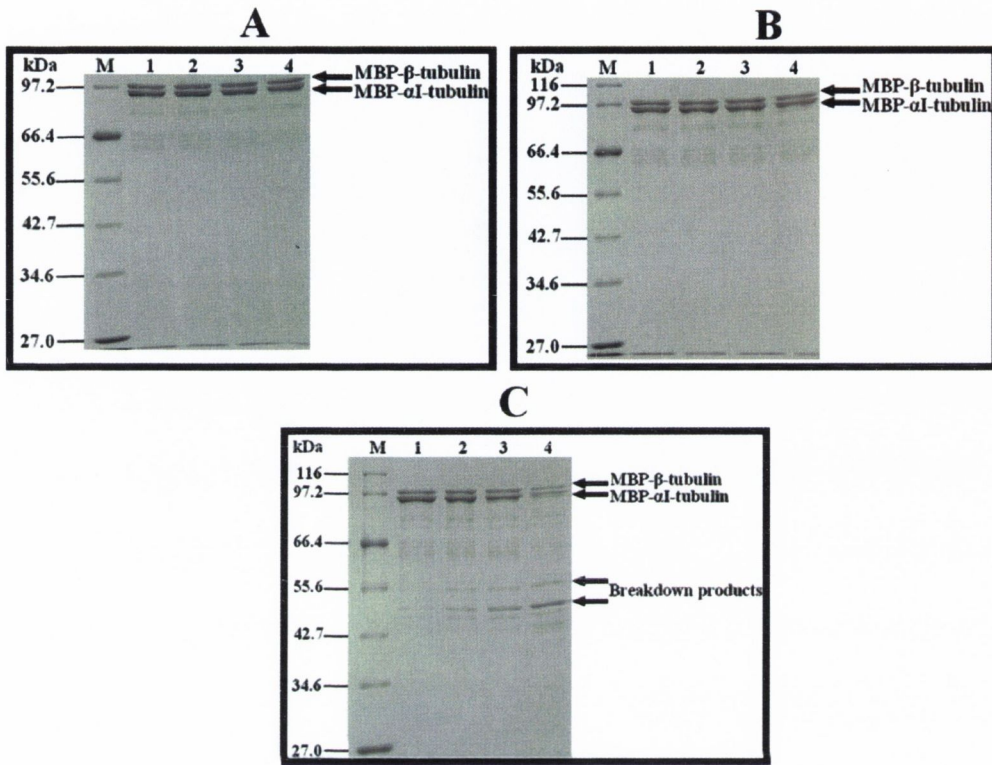 A
kDa M 1 2 3 4
MBP-β-tubulin
97.2
MBP-αI-tubulin
66.4
55.6
42.7
34.6
27.0
B
kDa M 1 2 3 4
116
MBP-β-tubulin
97.2
MBP-αI-tubulin
66.4
55.6
42.7
34.6
27.0
C
kDa M 1 2 3 4
116
MBP-β-tubulin
97.2
MBP-αI-tubulin
66.4
55.6
Breakdown products
42.7
34.6
27.0